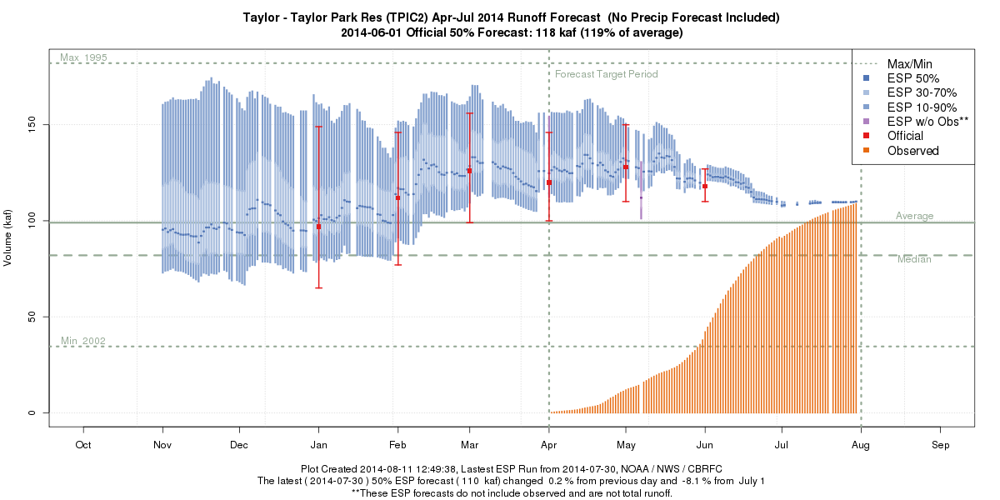 Taylor - Taylor Park Res (TPIC2) Apr-Jul 2014 Runoff Forecast (No Precip Forecast Included)
2014-06-01 Official 50% Forecast: 118 kaf (119% of average)
Max 1995
Forecast Target Period
Max/Min
ESP 50%
ESP 30-70%
ESP 10-90%
ESP w/o Obs**
Official
Observed
Volume (kaf)
150
100
50
0
Average
Median
Min 2002
Oct Nov Dec Jan Feb Mar Apr May Jun Jul Aug Sep
Plot Created 2014-08-11 12:49:38, Lastest ESP Run from 2014-07-30, NOAA / NWS / CBRFC
The latest ( 2014-07-30 ) 50% ESP forecast ( 110 kaf) changed 0.2 % from previous day and -8.1 % from July 1
**These ESP forecasts do not include observed and are not total runoff.